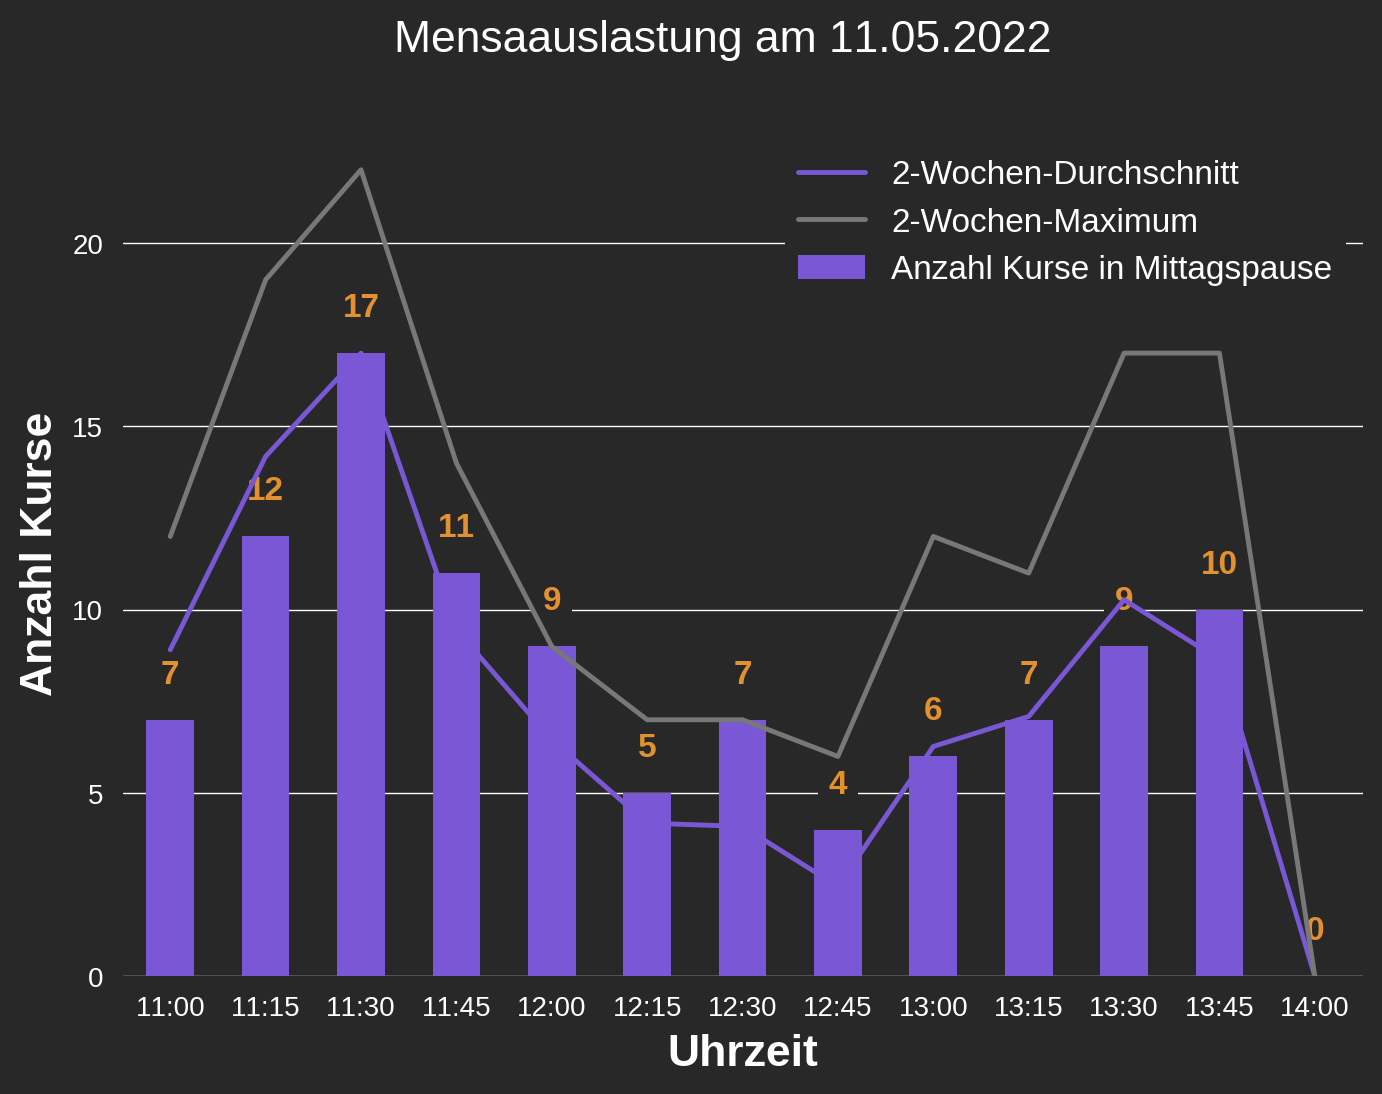 Mensaauslastung am 11.05.2022
2-Wochen-Durchschnitt
2-Wochen-Maximum
Anzahl Kurse in Mittagspause
Anzahl Kurse
20
15
10
5
0
7
12
17
11
9
5
7
4
6
7
9
10
0
11:00 11:15 11:30 11:45 12:00 12:15 12:30 12:45 13:00 13:15 13:30 13:45 14:00
Uhrzeit